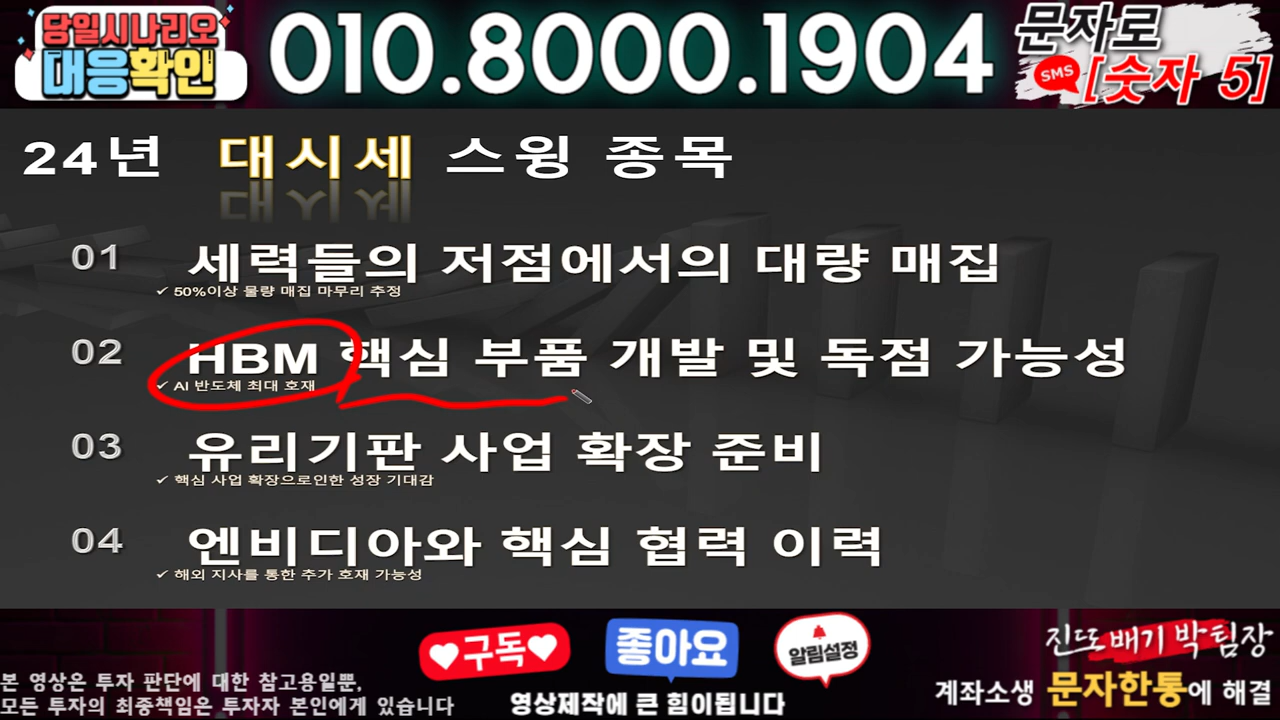 당일시나리오
대응확인
010.8000.1904
문자로
SMS
[숫자 5]
24년 대시세 스윙 종목
01 세력들의 저점에서의 대량 매집
✓ 50%이상 물량 매집 마무리 추정
02 HBM 핵심 부품 개발 및 독점 가능성
✓ AI 반도체 최대 호재
03 유리기판 사업 확장 준비
✓ 핵심 사업 확장으로인한 성장 기대감
04 엔비디아와 핵심 협력 이력
✓ 해외 지사를 통한 추가 호재 가능성
구독
좋아요
알림설정
영상제작에 큰 힘이됩니다
본 영상은 투자 판단에 대한 참고용일뿐,
모든 투자의 최종책임은 투자자 본인에게 있습니다
진또배기 박팀장
계좌소생 문자한통에 해결